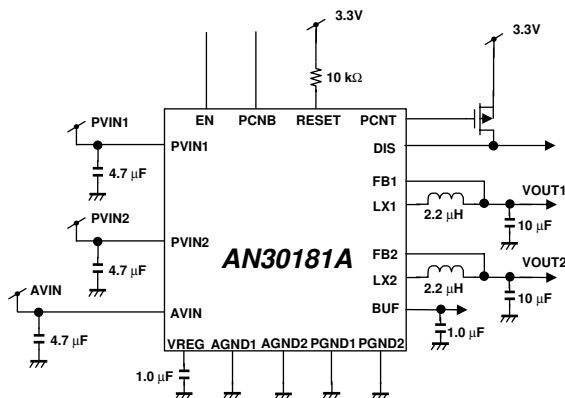 3.3V
3.3V
10 kΩ
EN
PCNB
RESET
PCNT
PVIN1
PVIN1
DIS
4.7 µF
FB1
VOUT1
LX1
2.2 µH
10 µF
PVIN2
PVIN2
AN30181A
FB2
VOUT2
4.7 µF
LX2
2.2 µH
AVIN
10 µF
AVIN
BUF
4.7 µF
1.0 µF
VREG
AGND1
AGND2
PGND1
PGND2
1.0 µF